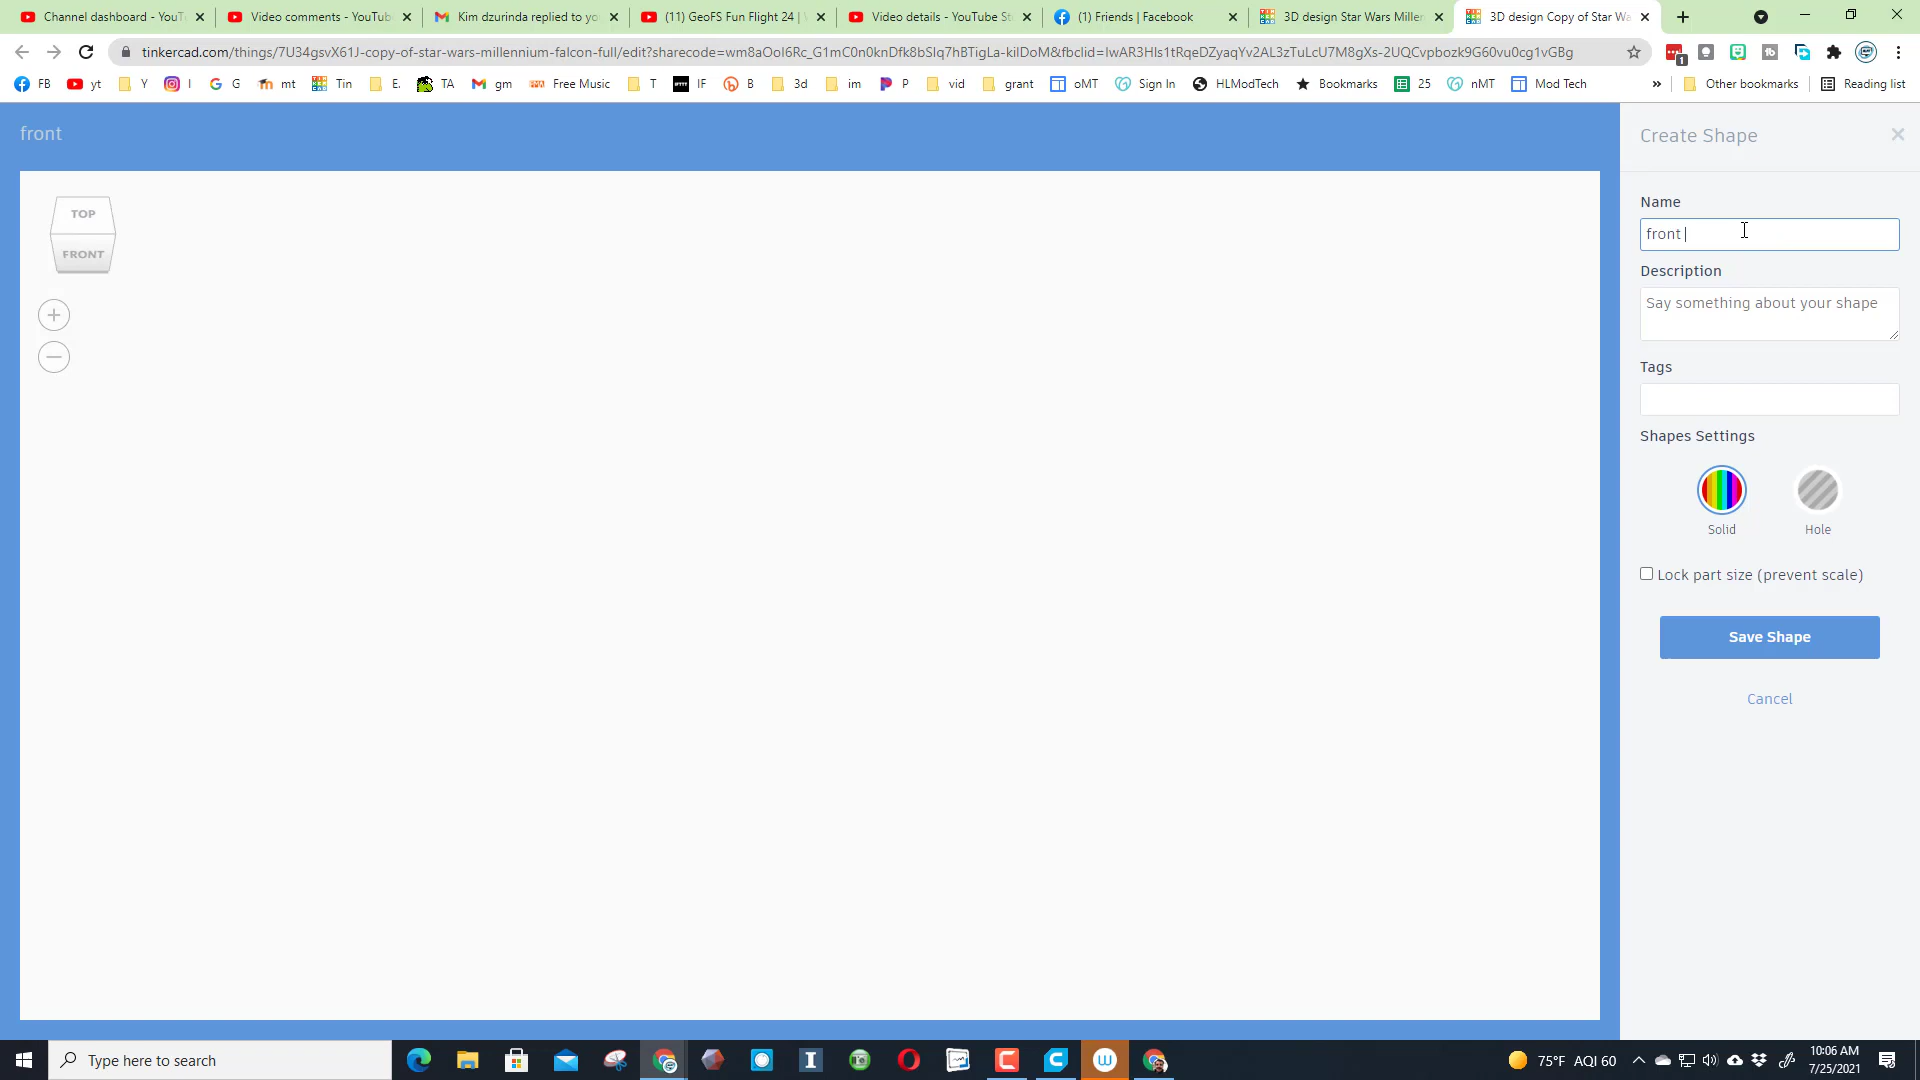 Channel dashboard - YouT
Video comments - YouTub
Kim dzurinda replied to yo
(11) GeoFS Fun Flight 24 |
Video details - YouTube St
(1) Friends | Facebook
3D design Star Wars Miller
3D design Copy of Star Wa
tinkercad.com/things/7U34gsvX61J-copy-of-star-wars-millennium-falcon-full/edit?sharecode=wm8aOol6Rc_G1mC0n0knDfk8bSlq7hBTigLa-kilDoM&fbclid=IwAR3Hls1tRqeDZyaqYv2AL3zTuLcU7M8gXs-2UQCvpbozk9G60vu0cg1vGBg
1
FB
yt
Y
I
G
mt
Tin
E.
TA
gm
Free Music
T
IF
B
3d
im
P
vid
grant
oMT
Sign In
HLModTech
Bookmarks
25
nMT
Mod Tech
»
Other bookmarks
Reading list
front
Create Shape
TOP
FRONT
Name
front
Description
Say something about your shape
Tags
Shapes Settings
Solid
Hole
Lock part size (prevent scale)
Save Shape
Cancel
Type here to search
75°F AQI 60
10:06 AM
7/25/2021